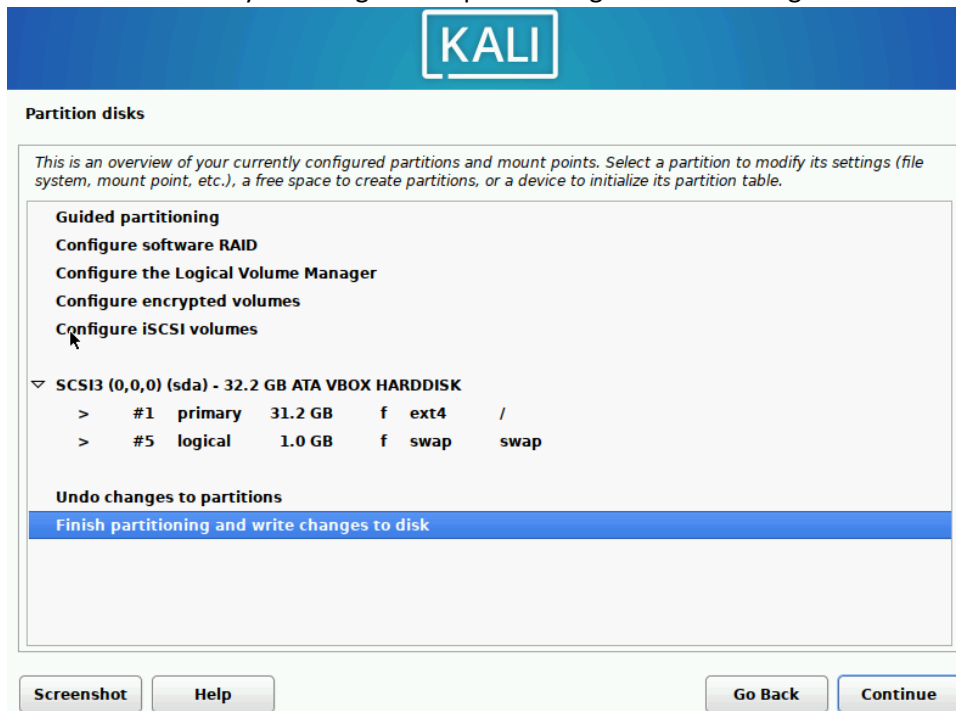 KALI
Partition disks
This is an overview of your currently configured partitions and mount points. Select a partition to modify its settings (file
system, mount point, etc.), a free space to create partitions, or a device to initialize its partition table.
Guided partitioning
Configure software RAID
Configure the Logical Volume Manager
Configure encrypted volumes
Configure iSCSI volumes
SCSI3 (0,0,0) (sda) - 32.2 GB ATA VBOX HARDDISK
> #1 primary 31.2 GB f ext4 /
> #5 logical 1.0 GB f swap swap
Undo changes to partitions
Finish partitioning and write changes to disk
Screenshot Help Go Back Continue